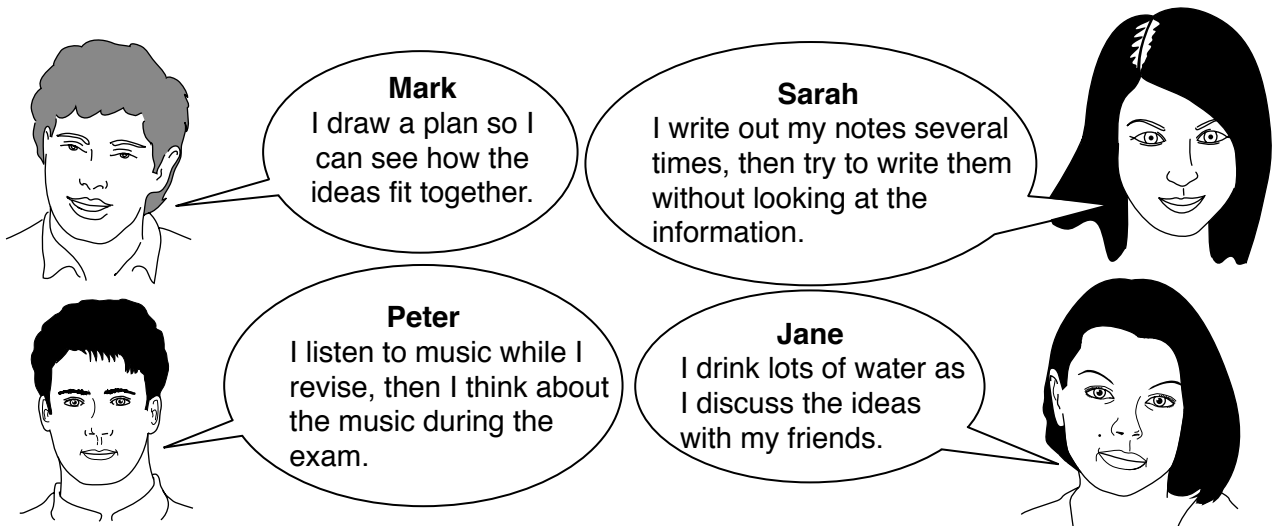 Mark
I draw a plan so I
can see how the
ideas fit together.
Sarah
I write out my notes several
times, then try to write them
without looking at the
information.
Peter
I listen to music while I
revise, then I think about
the music during the
exam.
Jane
I drink lots of water as
I discuss the ideas
with my friends.